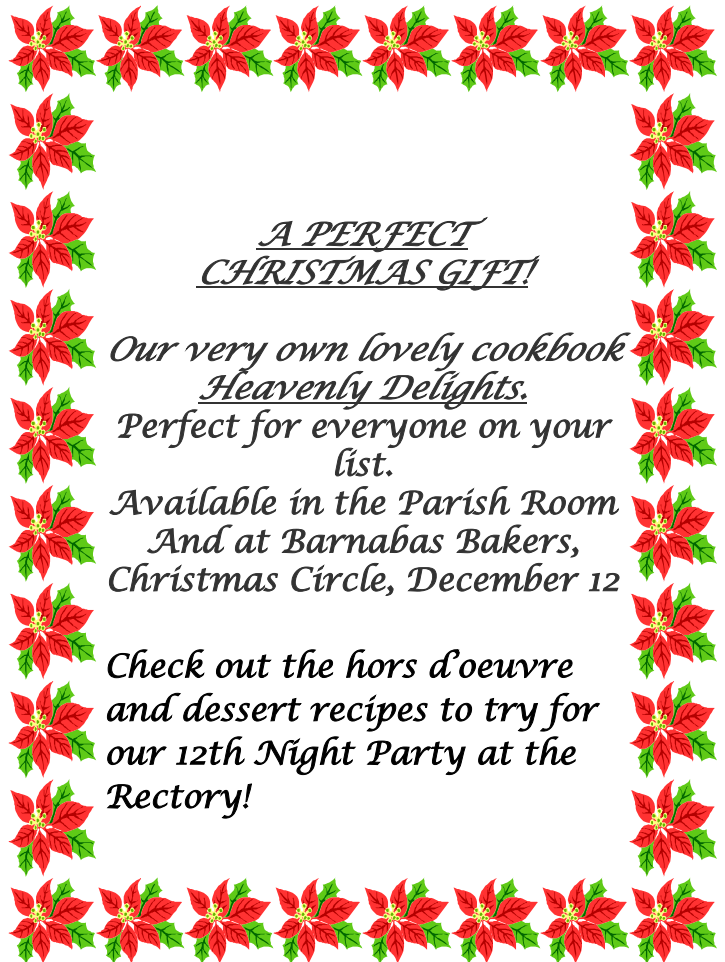 A PERFECT
CHRISTMAS GIFT!
Our very own lovely cookbook
Heavenly Delights.
Perfect for everyone on your
list.
Available in the Parish Room
And at Barnabas Bakers,
Christmas Circle, December 12
Check out the hors d’oeuvre
and dessert recipes to try for
our 12th Night Party at the
Rectory!